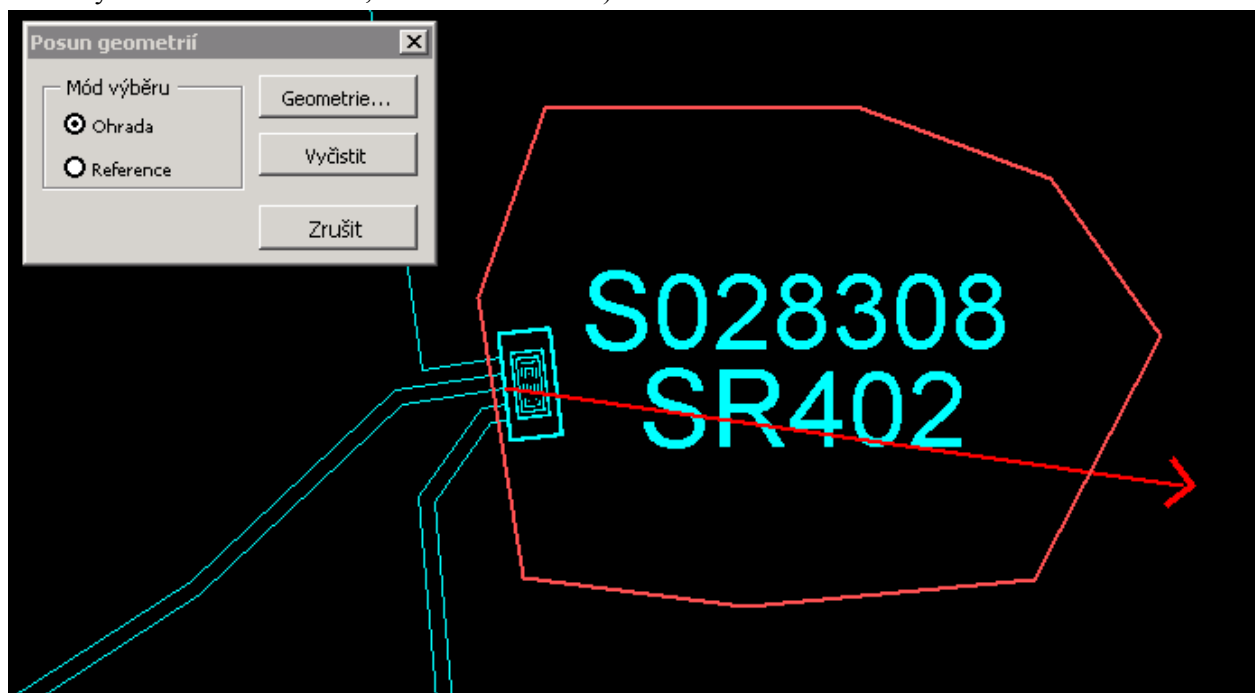 Posun geometrií
Mód výběru
Ohrada
Reference
Geometrie...
Vyčistit
Zrušit
S028308
SR402